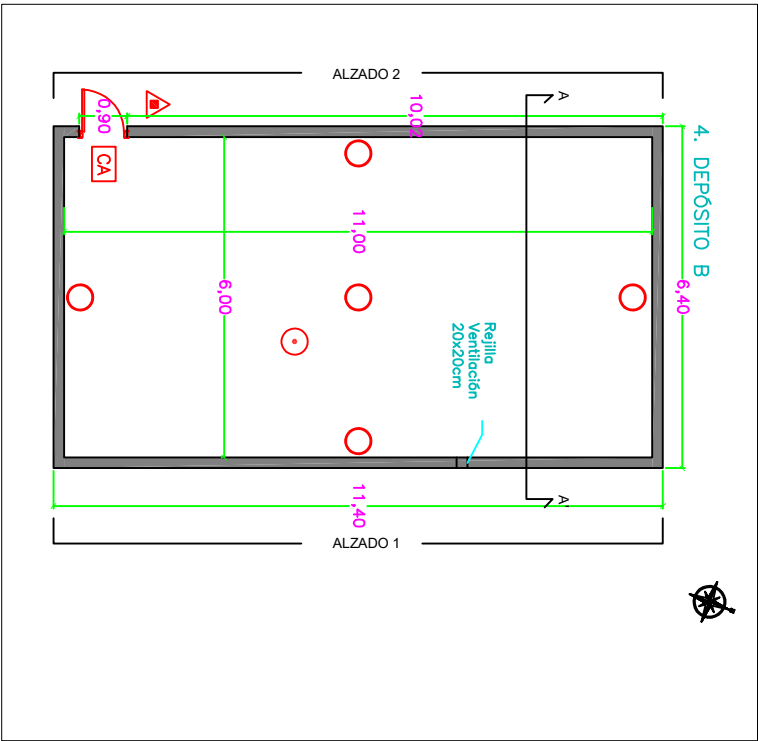 4. DEPÓSITO B
ALZADO 2
0,90
10,02
A
CA
6,40
11,00
6,00
Rejilla
Ventilación
20x20cm
11,40
A'
ALZADO 1